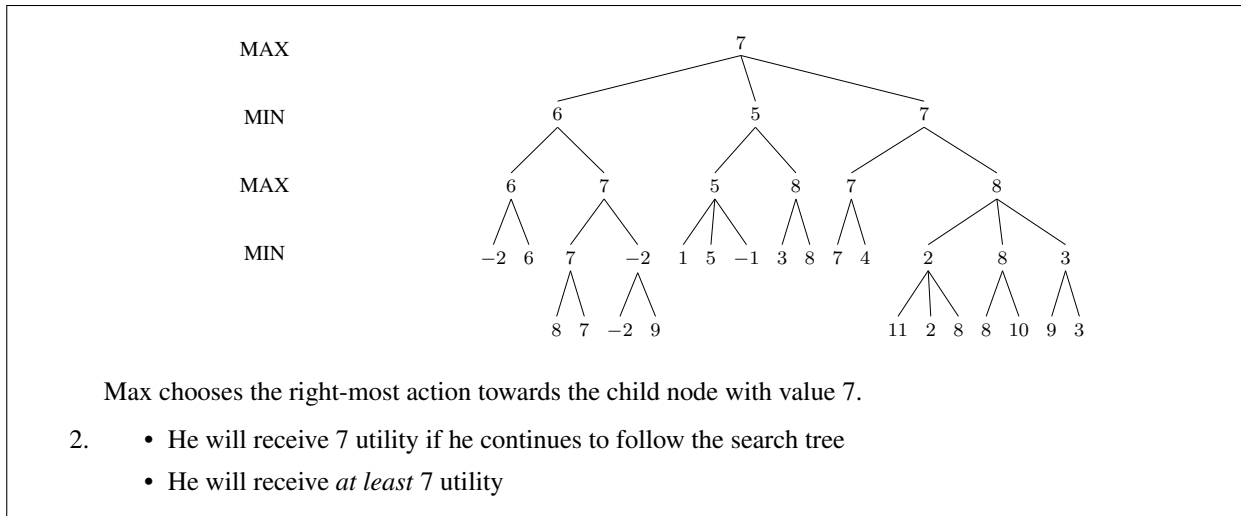 MAX 7
MIN 6 5 7
MAX 6 7 5 8 7 8
MIN −2 6 7 −2 1 5 −1 3 8 7 4 2 8 3
8 7 −2 9 11 2 8 8 10 9 3
Max chooses the right-most action towards the child node with value 7.
2. • He will receive 7 utility if he continues to follow the search tree
• He will receive at least 7 utility